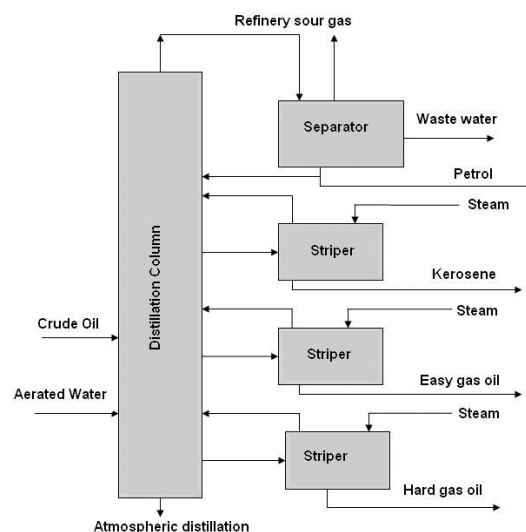 Refinery sour gas
Separator
Waste water
Petrol
Steam
Striper
Kerosene
Distillation Column
Steam
Crude Oil
Striper
Easy gas oil
Aerated Water
Steam
Striper
Hard gas oil
Atmospheric distillation